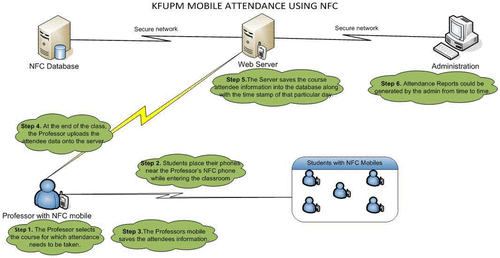 KFUPM MOBILE ATTENDANCE USING NFC
Secure network
Secure network
NFC Database
Web Server
Administration
Step 5.The Server saves the course
attendee information into the database along
with the time stamp of that particular day
Step 6. Attendance Reports could be
generated by the admin from time to time.
Step 4. At the end of the class,
the Professor uploads the
attendee data onto the server.
Step 2. Students place their phones
near the Professor's NFC phone
while entering the classroom
Students with NFC Mobiles
Professor with NFC mobile
Step 1. The Professor selects
the course for which attendance
needs to be taken.
Step 3.The Professors mobile
saves the attendees information.